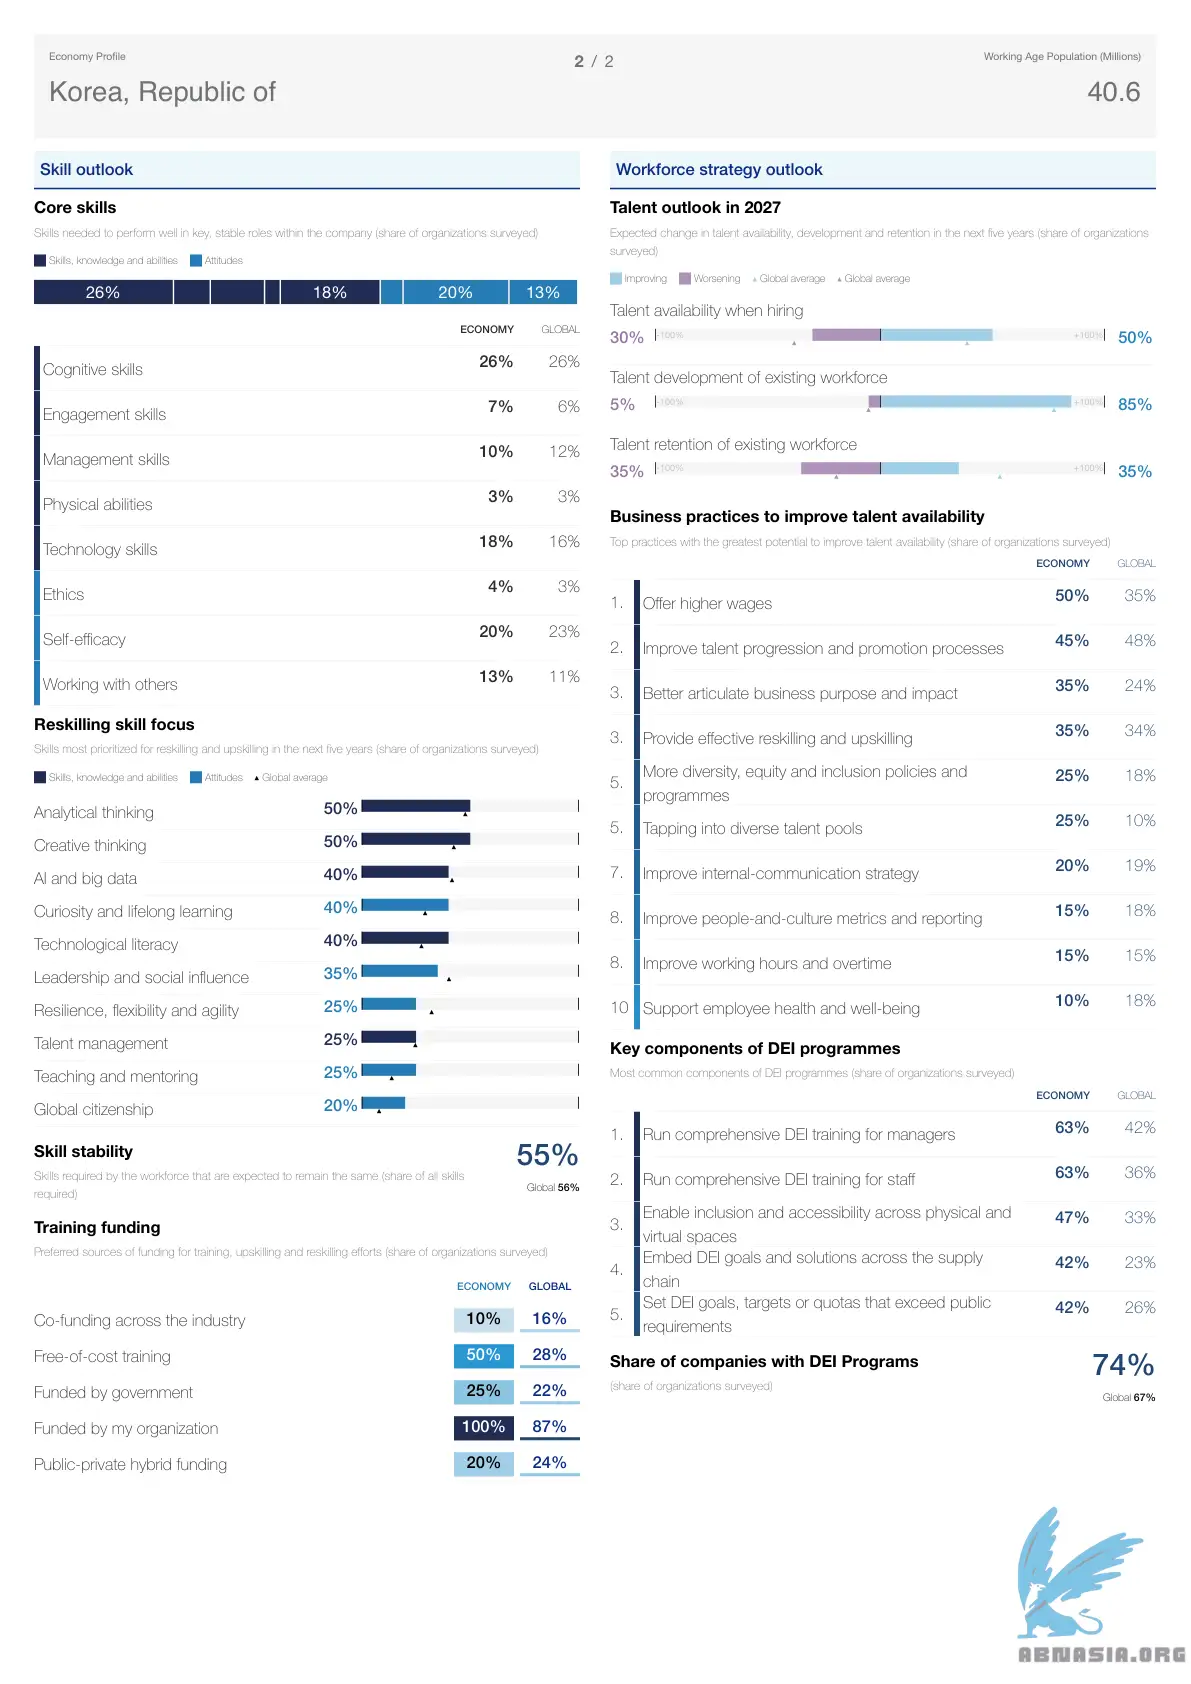 Economy Profile
2 / 2
Working Age Population (Millions)
Korea, Republic of
40.6
Skill outlook
Core skills
Skills needed to perform well in key, stable roles within the company (share of organizations surveyed)
Skills, knowledge and abilities Attitudes
26% 18% 20% 13%
ECONOMY GLOBAL
Cognitive skills 26% 26%
Engagement skills 7% 6%
Management skills 10% 12%
Physical abilities 3% 3%
Technology skills 18% 16%
Ethics 4% 3%
Self-efficacy 20% 23%
Working with others 13% 11%
Reskilling skill focus
Skills most prioritized for reskilling and upskilling in the next five years (share of organizations surveyed)
Skills, knowledge and abilities Attitudes Global average
Analytical thinking 50%
Creative thinking 50%
AI and big data 40%
Curiosity and lifelong learning 40%
Technological literacy 40%
Leadership and social influence 35%
Resilience, flexibility and agility 25%
Talent management 25%
Teaching and mentoring 25%
Global citizenship 20%
Skill stability 55%
Skills required by the workforce that are expected to remain the same (share of all skills
required)
Global 56%
Training funding
Preferred sources of funding for training, upskilling and reskilling efforts (share of organizations surveyed)
ECONOMY GLOBAL
Co-funding across the industry 10% 16%
Free-of-cost training 50% 28%
Funded by government 25% 22%
Funded by my organization 100% 87%
Public-private hybrid funding 20% 24%
Workforce strategy outlook
Talent outlook in 2027
Expected change in talent availability, development and retention in the next five years (share of organizations
surveyed)
Improving Worsening Global average Global average
Talent availability when hiring
30% -100% +100% 50%
Talent development of existing workforce
5% -100% +100% 85%
Talent retention of existing workforce
35% -100% +100% 35%
Business practices to improve talent availability
Top practices with the greatest potential to improve talent availability (share of organizations surveyed)
ECONOMY GLOBAL
1. Offer higher wages 50% 35%
2. Improve talent progression and promotion processes 45% 48%
3. Better articulate business purpose and impact 35% 24%
3. Provide effective reskilling and upskilling 35% 34%
5. More diversity, equity and inclusion policies and
programmes 25% 18%
5. Tapping into diverse talent pools 25% 10%
7. Improve internal-communication strategy 20% 19%
8. Improve people-and-culture metrics and reporting 15% 18%
8. Improve working hours and overtime 15% 15%
10 Support employee health and well-being 10% 18%
Key components of DEI programmes
Most common components of DEI programmes (share of organizations surveyed)
ECONOMY GLOBAL
1. Run comprehensive DEI training for managers 63% 42%
2. Run comprehensive DEI training for staff 63% 36%
3. Enable inclusion and accessibility across physical and
virtual spaces 47% 33%
4. Embed DEI goals and solutions across the supply
chain 42% 23%
5. Set DEI goals, targets or quotas that exceed public
requirements 42% 26%
Share of companies with DEI Programs 74%
(share of organizations surveyed)
Global 67%
ABNASIA.ORG